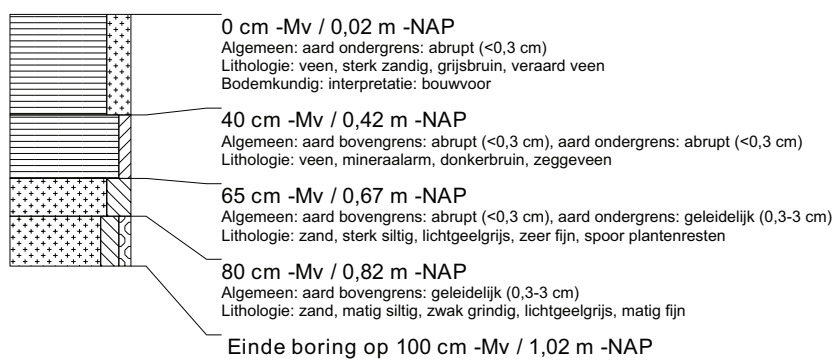 0 cm -Mv / 0,02 m -NAP
Algemeen: aard ondergrens: abrupt (<0,3 cm)
Lithologie: veen, sterk zandig, grijsbruin, veraard veen
Bodemkundig: interpretatie: bouwvoor
40 cm -Mv / 0,42 m -NAP
Algemeen: aard bovengrens: abrupt (<0,3 cm), aard ondergrens: abrupt (<0,3 cm)
Lithologie: veen, mineraalarm, donkerbruin, zeggeveen
65 cm -Mv / 0,67 m -NAP
Algemeen: aard bovengrens: abrupt (<0,3 cm), aard ondergrens: geleidelijk (0,3-3 cm)
Lithologie: zand, sterk siltig, lichtgeelgrijs, zeer fijn, spoor plantenresten
80 cm -Mv / 0,82 m -NAP
Algemeen: aard bovengrens: geleidelijk (0,3-3 cm)
Lithologie: zand, matig siltig, zwak grindig, lichtgeelgrijs, matig fijn
Einde boring op 100 cm -Mv / 1,02 m -NAP